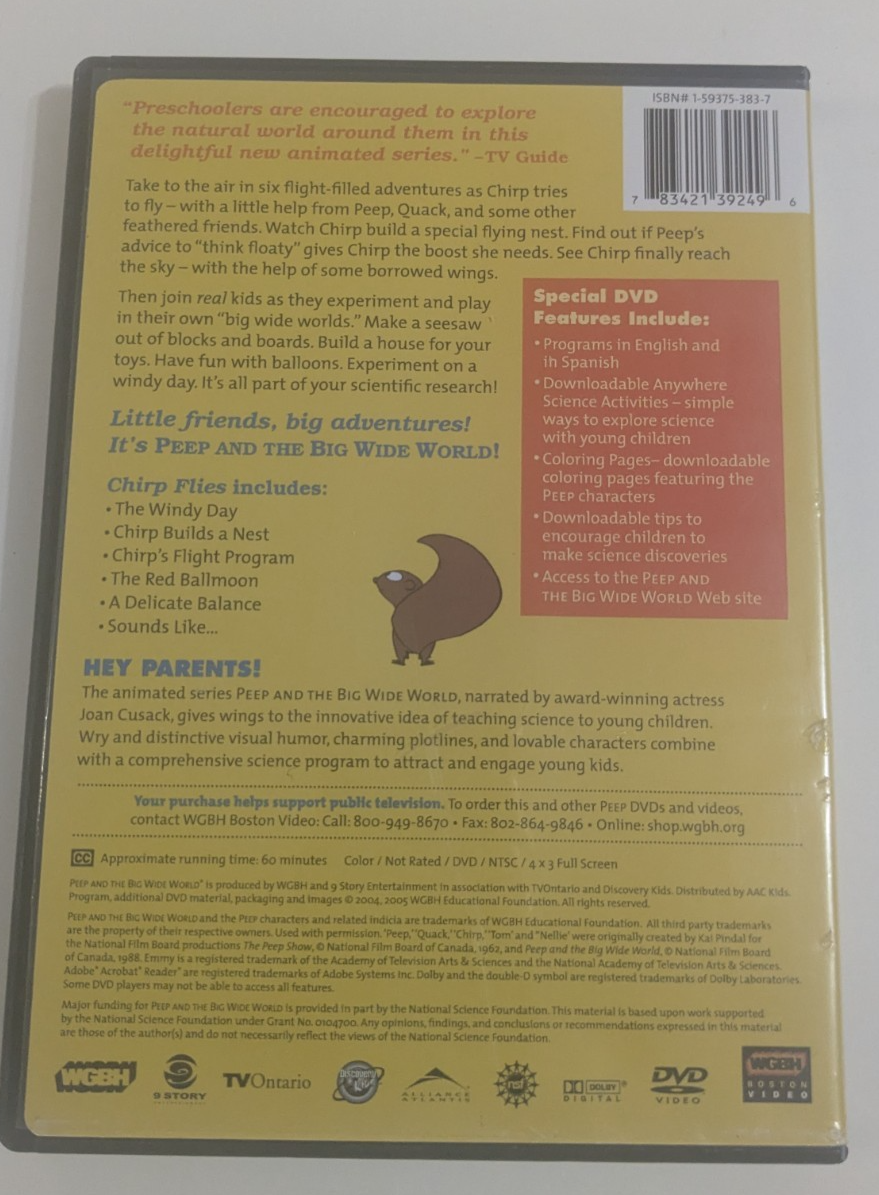 "Preschoolers are encouraged to explore
the natural world around them in this
delightful new animated series." –TV Guide
ISBN# 1-59375-383-7
7 83421 39249 6
Take to the air in six flight-filled adventures as Chirp tries
to fly – with a little help from Peep, Quack, and some other
feathered friends. Watch Chirp build a special flying nest. Find out if Peep's
advice to "think floaty" gives Chirp the boost she needs. See Chirp finally reach
the sky – with the help of some borrowed wings.
Then join real kids as they experiment and play
in their own "big wide worlds." Make a seesaw
out of blocks and boards. Build a house for your
toys. Have fun with balloons. Experiment on a
windy day. It's all part of your scientific research!
Little friends, big adventures!
It's PEEP AND THE BIG WIDE WORLD!
Chirp Flies includes:
• The Windy Day
• Chirp Builds a Nest
• Chirp's Flight Program
• The Red Ballmoon
• A Delicate Balance
• Sounds Like...
Special DVD
Features Include:
• Programs in English and
in Spanish
• Downloadable Anywhere
Science Activities – simple
ways to explore science
with young children
• Coloring Pages– downloadable
coloring pages featuring the
PEEP characters
• Downloadable tips to
encourage children to
make science discoveries
• Access to the PEEP AND
THE BIG WIDE WORLD Web site
HEY PARENTS!
The animated series PEEP AND THE BIG WIDE WORLD, narrated by award-winning actress
Joan Cusack, gives wings to the innovative idea of teaching science to young children.
Wry and distinctive visual humor, charming plotlines, and lovable characters combine
with a comprehensive science program to attract and engage young kids.
Your purchase helps support public television. To order this and other PEEP DVDs and videos,
contact WGBH Boston Video: Call: 800-949-8670 • Fax: 802-864-9846 • Online: shop.wgbh.org
CC Approximate running time: 60 minutes Color / Not Rated / DVD / NTSC / 4 x 3 Full Screen
PEEP AND THE BIG WIDE WORLD® is produced by WGBH and 9 Story Entertainment in association with TVOntario and Discovery Kids. Distributed by AAC Kids.
Program, additional DVD material, packaging and images © 2004, 2005 WGBH Educational Foundation. All rights reserved.
PEEP AND THE BIG WIDE WORLD and the PEEP characters and related indicia are trademarks of WGBH Educational Foundation. All third party trademarks
are the property of their respective owners. Used with permission. "Peep," "Quack," "Chirp," "Tom" and "Nellie" were originally created by Kai Pindal for
the National Film Board productions The Peep Show, © National Film Board of Canada, 1962, and Peep and the Big Wide World, © National Film Board
of Canada, 1988. Emmy is a registered trademark of the Academy of Television Arts & Sciences and the National Academy of Television Arts & Sciences.
Adobe® Acrobat® Reader® are registered trademarks of Adobe Systems Inc. Dolby and the double-D symbol are registered trademarks of Dolby Laboratories.
Some DVD players may not be able to access all features.
Major funding for PEEP AND THE BIG WIDE WORLD is provided in part by the National Science Foundation. This material is based upon work supported
by the National Science Foundation under Grant No. 0104700. Any opinions, findings, and conclusions or recommendations expressed in this material
are those of the author(s) and do not necessarily reflect the views of the National Science Foundation.
WGBH
9 STORY
ENTERTAINMENT
TVOntario
Discovery Kids
ALLIANCE
ATLANTIS
NSF
DOLBY
DIGITAL
DVD
VIDEO
WGBH
BOSTON
VIDEO